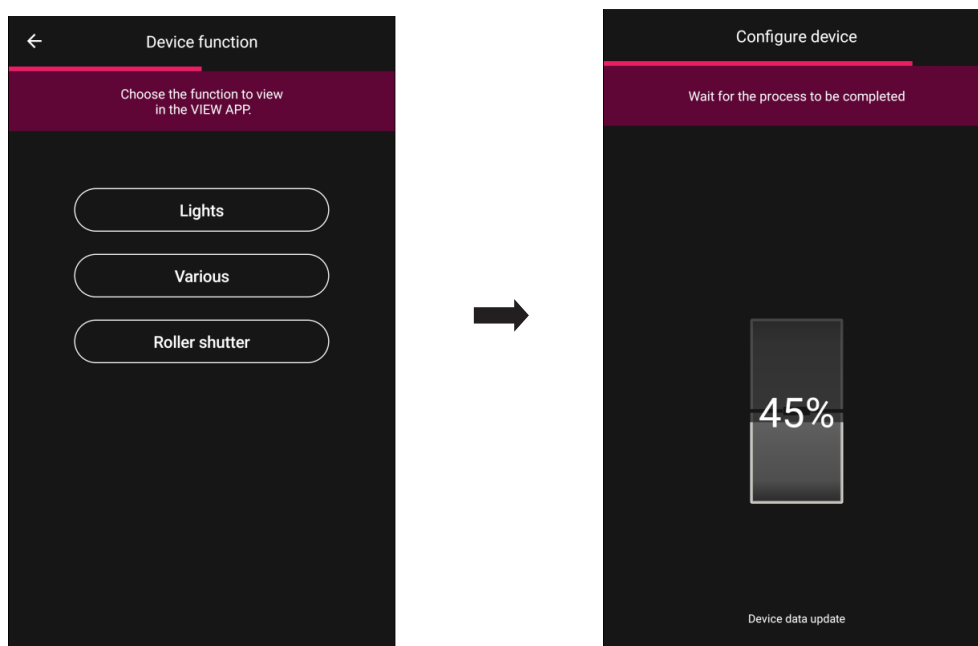 Device function
Choose the function to view
in the VIEW APP.
Lights
Various
Roller shutter
Configure device
Wait for the process to be completed
45%
Device data update